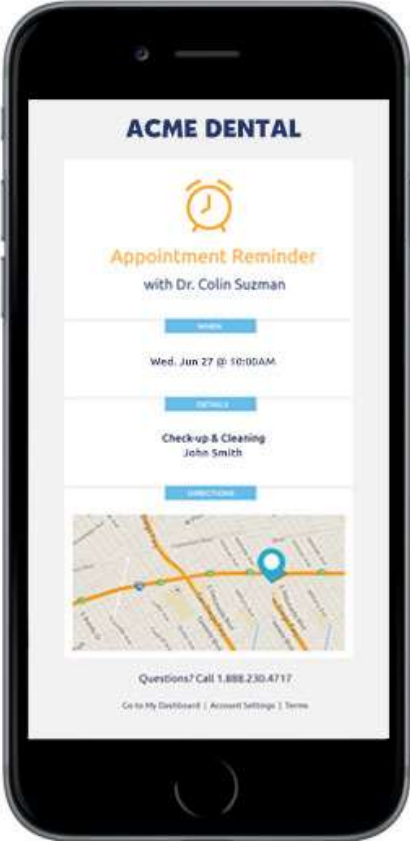 ACME DENTAL
Appointment Reminder
with Dr. Colin Suzman
WHEN
Wed. Jun 27 @ 10:00AM
DETAILS
Check-up & Cleaning
John Smith
DIRECTIONS
Questions? Call 1.888.230.4717
Go to My Dashboard | Account Settings | Terms